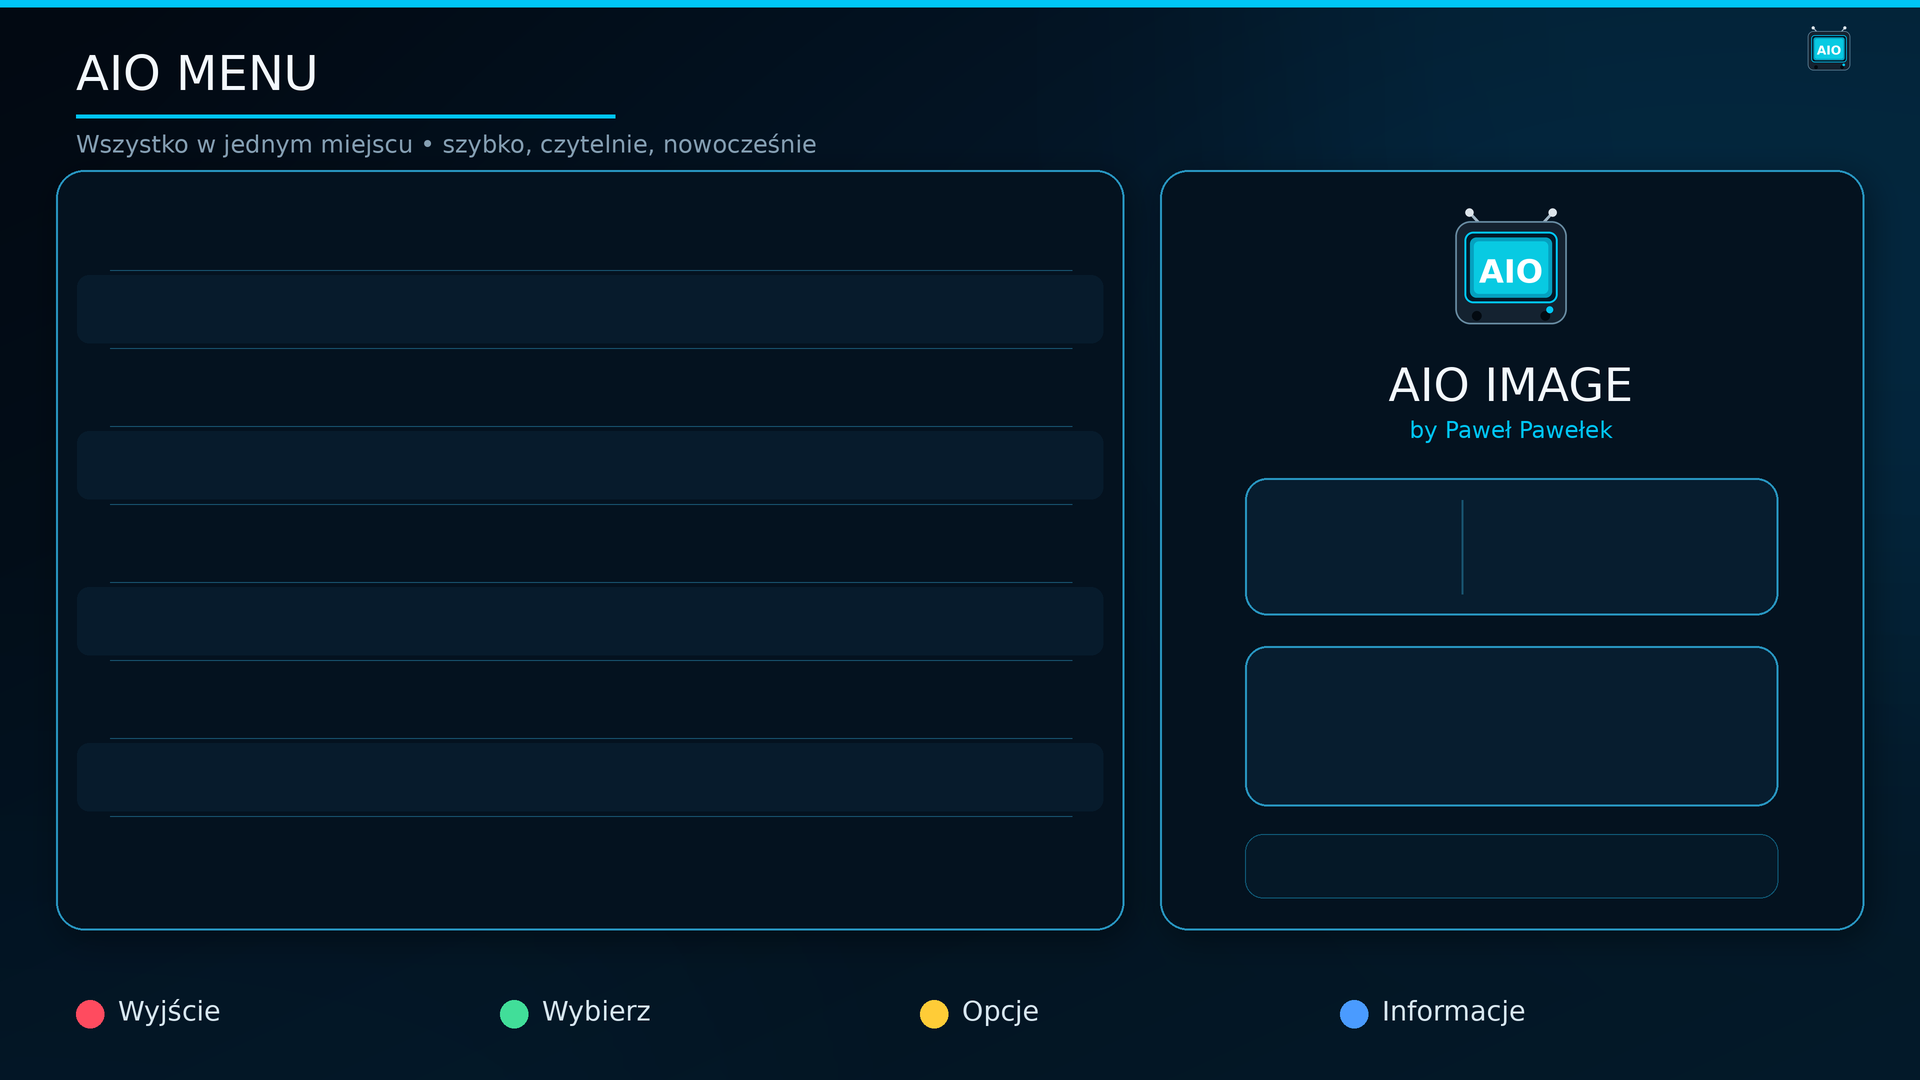 AIO MENU
AIO
Wszystko w jednym miejscu • szybko, czytelnie, nowocześnie
AIO
AIO IMAGE
by Paweł Pawełek
Wyjście
Wybierz
Opcje
Informacje